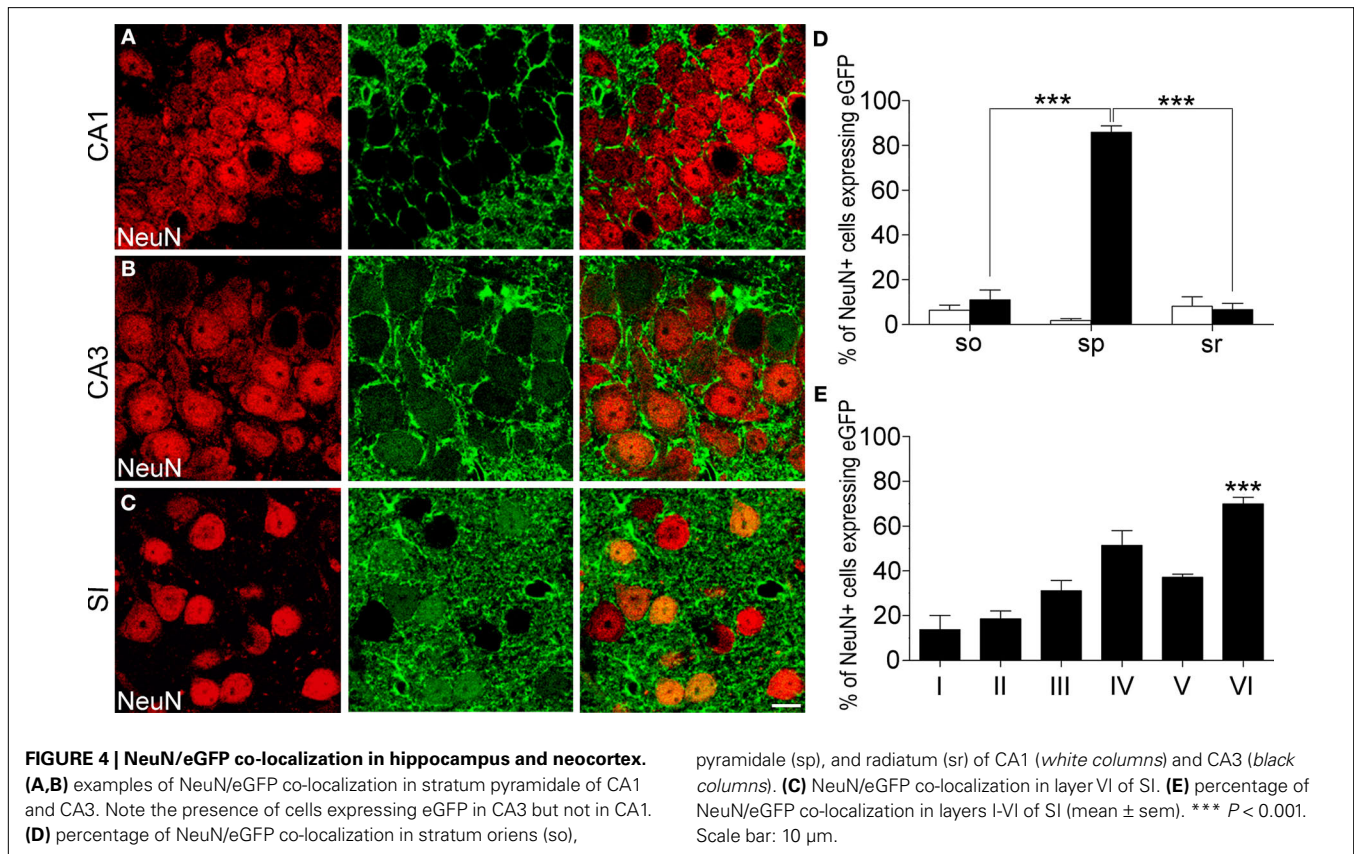 A
CA1
NeuN
B
CA3
NeuN
C
SI
NeuN
D
% of NeuN+ cells expressing eGFP
100
80
60
40
20
0
***
***
so
sp
sr
E
% of NeuN+ cells expressing eGFP
100
80
60
40
20
0
***
I
II
III
IV
V
VI
FIGURE 4 | NeuN/eGFP co-localization in hippocampus and neocortex.
(A,B) examples of NeuN/eGFP co-localization in stratum pyramidale of CA1
and CA3. Note the presence of cells expressing eGFP in CA3 but not in CA1.
(D) percentage of NeuN/eGFP co-localization in stratum oriens (so),
pyramidale (sp), and radiatum (sr) of CA1 (white columns) and CA3 (black
columns). (C) NeuN/eGFP co-localization in layer VI of SI. (E) percentage of
NeuN/eGFP co-localization in layers I-VI of SI (mean ± sem). *** P < 0.001.
Scale bar: 10 μm.